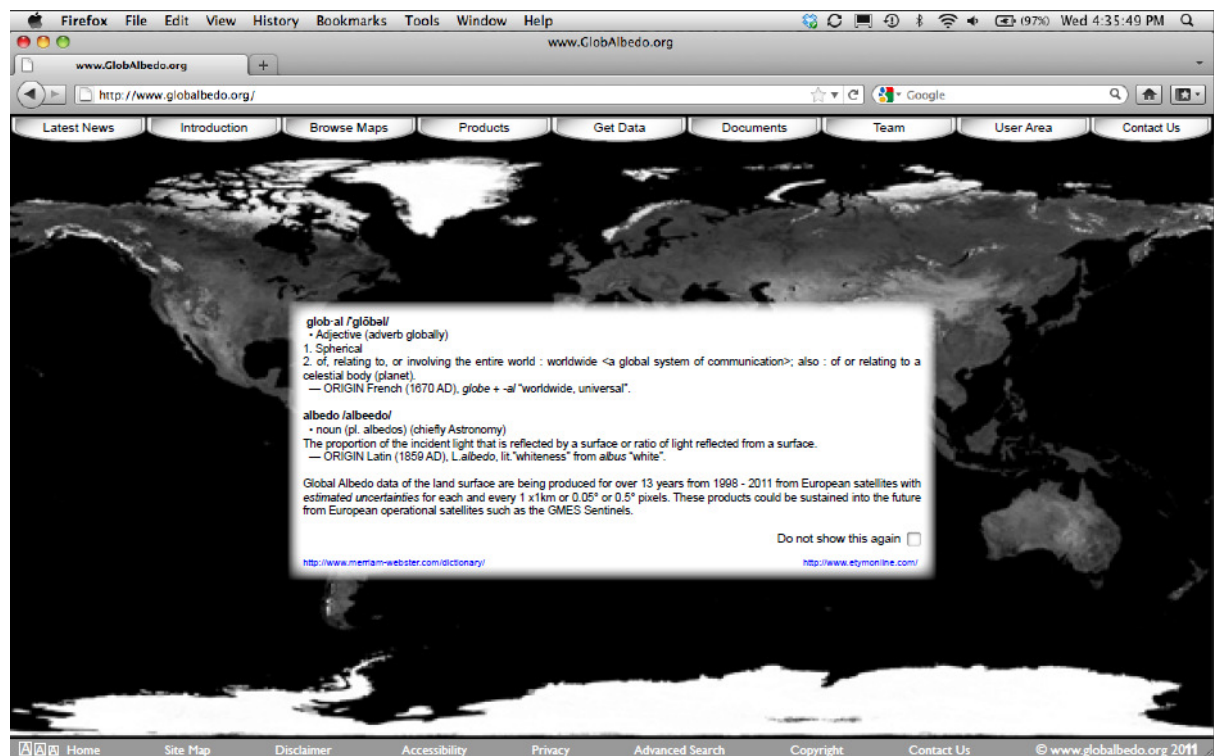 Firefox File Edit View History Bookmarks Tools Window Help (97%) Wed 4:35:49 PM
www.GlobAlbedo.org
www.GlobAlbedo.org +
http://www.globalbedo.org/ Google
Latest News Introduction Browse Maps Products Get Data Documents Team User Area Contact Us
glob·al /'glōbəl/
• Adjective (adverb globally)
1. Spherical
2. of, relating to, or involving the entire world : worldwide <a global system of communication>; also : of or relating to a
celestial body (planet).
— ORIGIN French (1670 AD), globe + -al "worldwide, universal".
albedo /albeedo/
• noun (pl. albedos) (chiefly Astronomy)
The proportion of the incident light that is reflected by a surface or ratio of light reflected from a surface.
— ORIGIN Latin (1859 AD), L.albedo, lit."whiteness" from albus "white".
Global Albedo data of the land surface are being produced for over 13 years from 1998 - 2011 from European satellites with
estimated uncertainties for each and every 1 x1km or 0.05° or 0.5° pixels. These products could be sustained into the future
from European operational satellites such as the GMES Sentinels.
Do not show this again
http://www.merriam-webster.com/dictionary/ http://www.etymonline.com/
A A A Home Site Map Disclaimer Accessibility Privacy Advanced Search Copyright Contact Us © www.globalbedo.org 2011